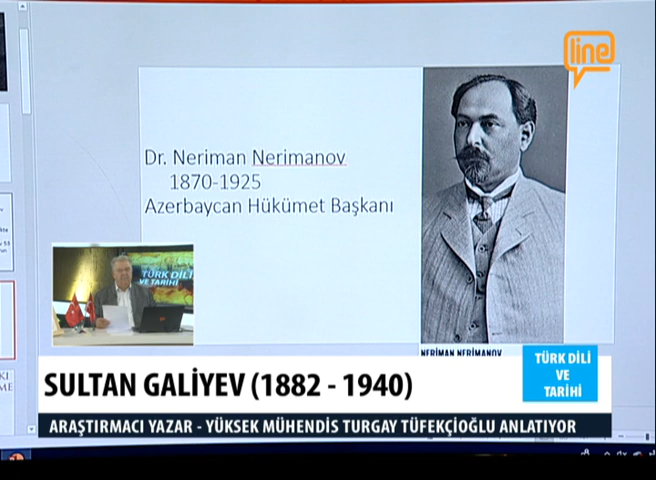 line
Dr. Neriman Nerimanov
1870-1925
Azerbaycan Hükümet Başkanı
TÜRK DİLİ
VE TARİHİ
NERİMAN NERİMANOV
SULTAN GALİYEV (1882 - 1940)
TÜRK DİLİ
VE
TARİHİ
ARAŞTIRMACI YAZAR - YÜKSEK MÜHENDİS TURGAY TÜFEKÇİOĞLU ANLATIYOR